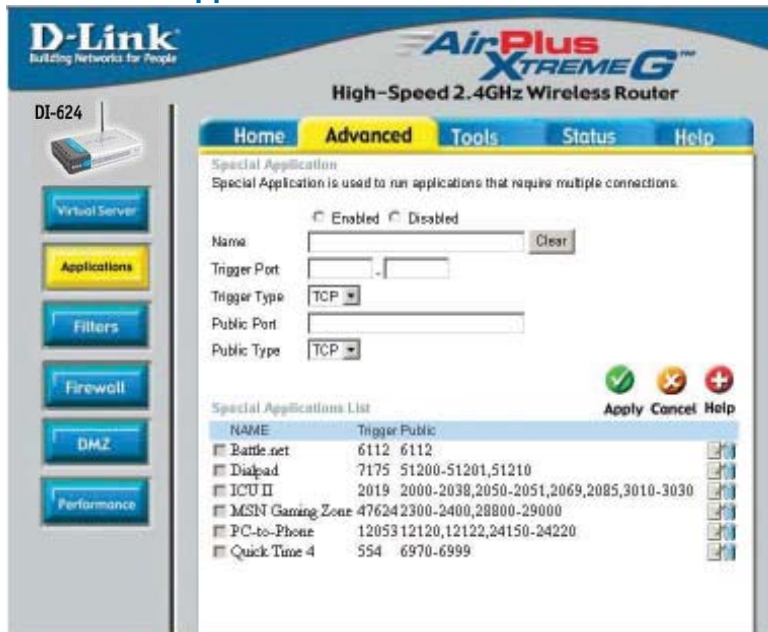 D-Link
Building Networks for People
AirPlus
XTREME G™
High-Speed 2.4GHz Wireless Router
DI-624
Home Advanced Tools Status Help
Special Application
Special Application is used to run applications that require multiple connections.
Enabled Disabled
Name Clear
Trigger Port -
Trigger Type TCP
Public Port
Public Type TCP
Virtual Server
Applications
Filters
Firewall
DMZ
Performance
Apply Cancel Help
Special Applications List
NAME Trigger Public
Battle.net 6112 6112
Dialpad 7175 51200-51201,51210
ICU II 2019 2000-2038,2050-2051,2069,2085,3010-3030
MSN Gaming Zone 47624 2300-2400,28800-29000
PC-to-Phone 12053 12120,12122,24150-24220
Quick Time 4 554 6970-6999